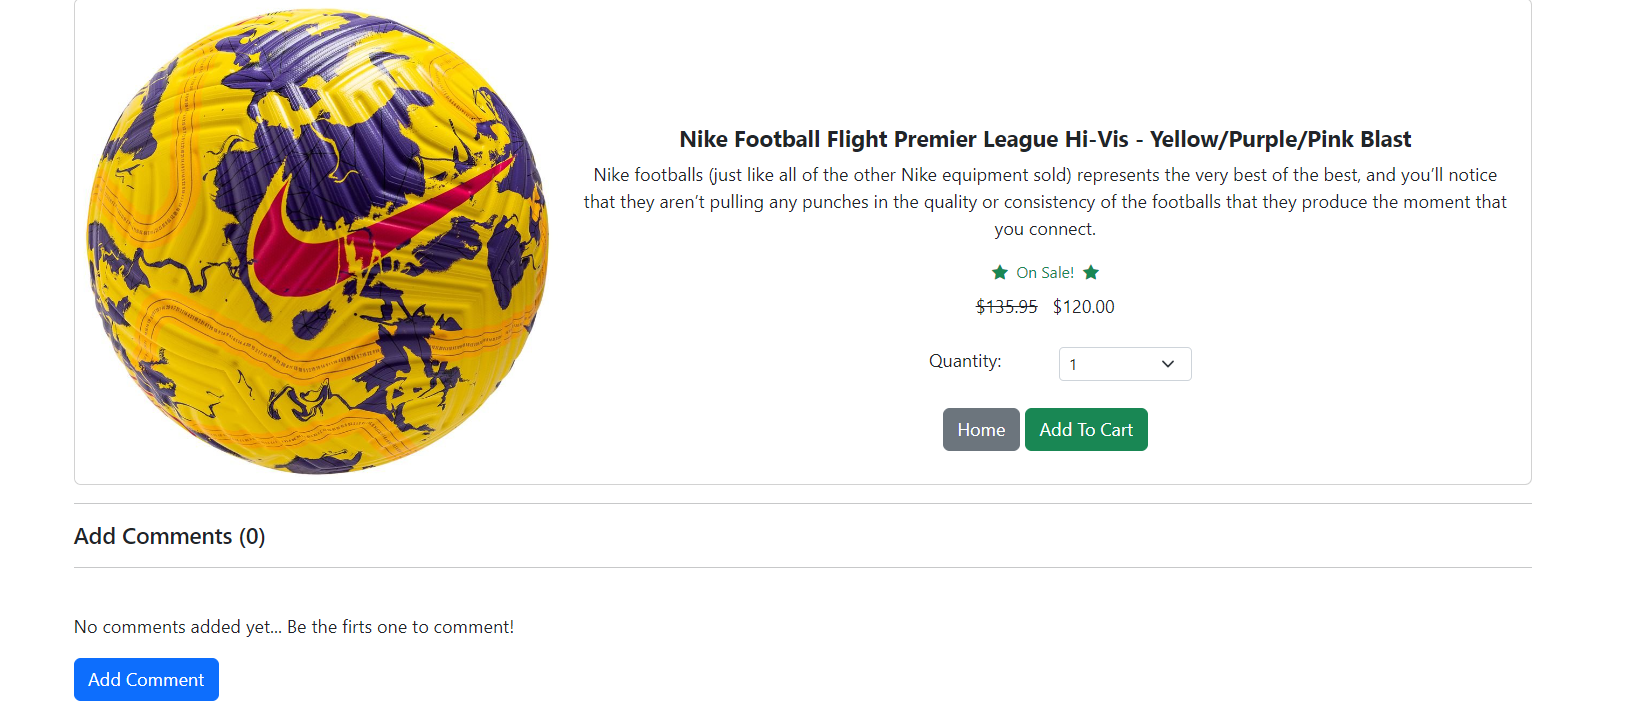 Nike Football Flight Premier League Hi-Vis - Yellow/Purple/Pink Blast
Nike footballs (just like all of the other Nike equipment sold) represents the very best of the best, and you’ll notice
that they aren’t pulling any punches in the quality or consistency of the footballs that they produce the moment that
you connect.
On Sale!
$135.95 $120.00
Quantity: 1
Home Add To Cart
Add Comments (0)
No comments added yet... Be the firts one to comment!
Add Comment